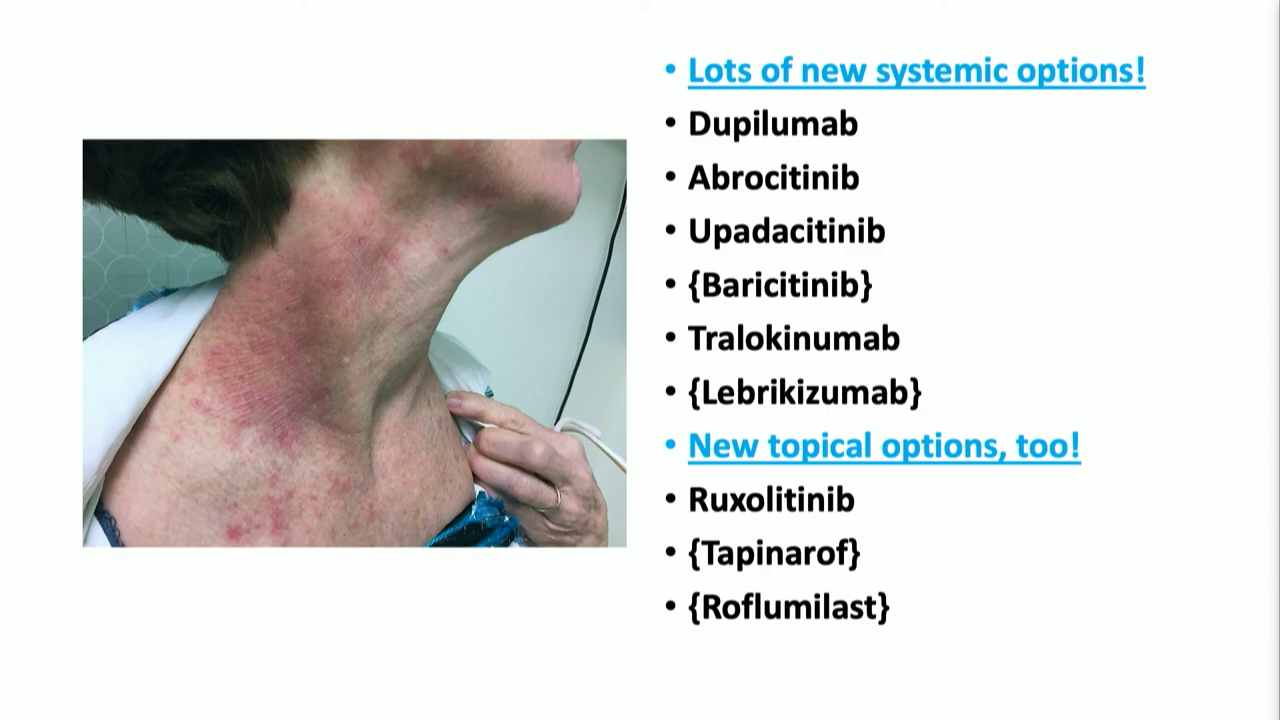 • Lots of new systemic options!
• Dupilumab
• Abrocitinib
• Upadacitinib
• {Baricitinib}
• Tralokinumab
• {Lebrikizumab}
• New topical options, too!
• Ruxolitinib
• {Tapinarof}
• {Roflumilast}